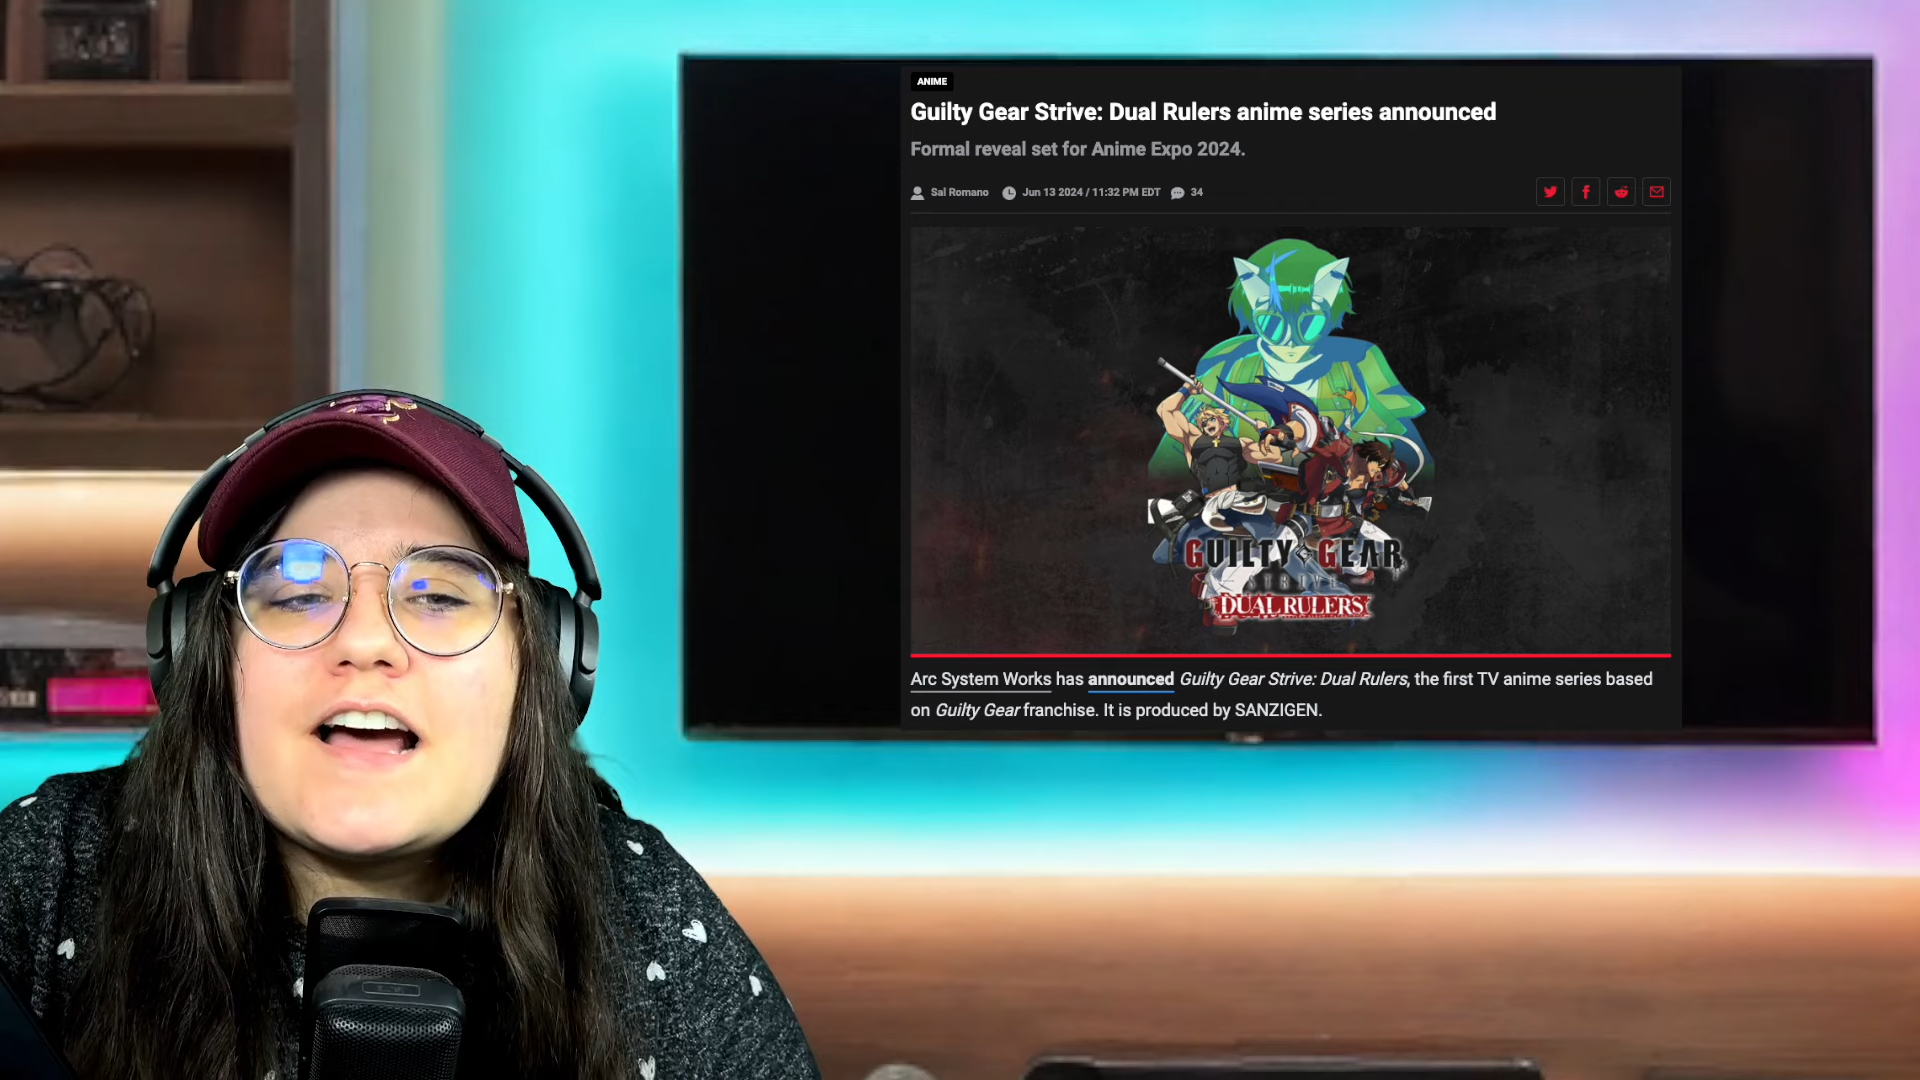 ANIME
Guilty Gear Strive: Dual Rulers anime series announced
Formal reveal set for Anime Expo 2024.
Sal Romano Jun 13 2024 / 11:32 PM EDT 34
GUILTY GEAR
STRIVE
DUAL RULERS
Arc System Works has announced Guilty Gear Strive: Dual Rulers, the first TV anime series based
on Guilty Gear franchise. It is produced by SANZIGEN.